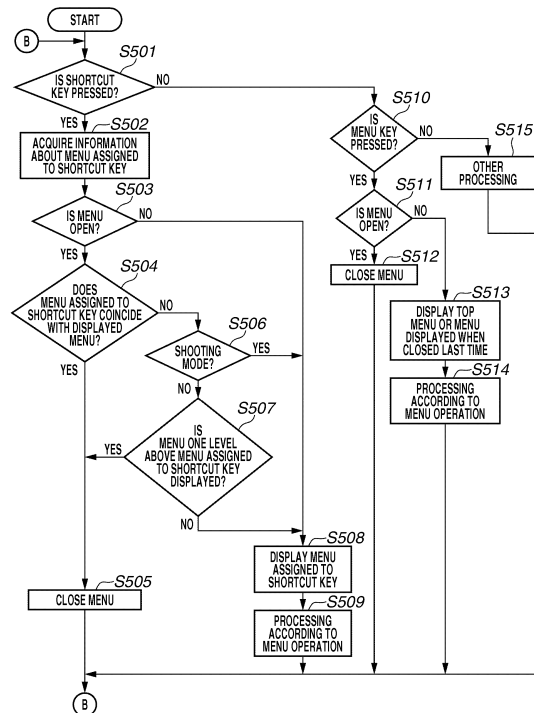 START
B
S501
IS SHORTCUT
KEY PRESSED?
NO
YES
S502
ACQUIRE INFORMATION
ABOUT MENU ASSIGNED
TO SHORTCUT KEY
S503
IS MENU
OPEN?
NO
YES
S504
DOES
MENU ASSIGNED TO
SHORTCUT KEY COINCIDE
WITH DISPLAYED
MENU?
NO
YES
S506
SHOOTING
MODE?
YES
NO
S507
IS
MENU ONE LEVEL
ABOVE MENU ASSIGNED
TO SHORTCUT KEY
DISPLAYED?
YES
NO
S508
DISPLAY MENU
ASSIGNED TO
SHORTCUT KEY
S505
CLOSE MENU
S509
PROCESSING
ACCORDING TO
MENU OPERATION
S510
IS
MENU KEY
PRESSED?
NO
YES
S515
OTHER
PROCESSING
S511
IS MENU
OPEN?
NO
YES
S512
CLOSE MENU
S513
DISPLAY TOP
MENU OR MENU
DISPLAYED WHEN
CLOSED LAST TIME
S514
PROCESSING
ACCORDING TO
MENU OPERATION
B